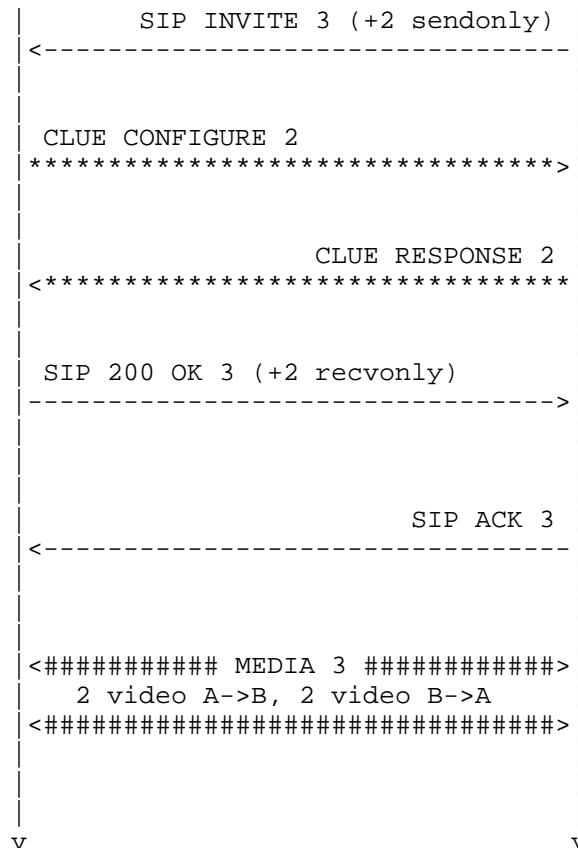 SIP INVITE 3 (+2 sendonly)
<---------------------------------
CLUE CONFIGURE 2
*********************************>
CLUE RESPONSE 2
<*********************************
SIP 200 OK 3 (+2 recvonly)
--------------------------------->
SIP ACK 3
<---------------------------------
<########### MEDIA 3 ############>
2 video A->B, 2 video B->A
<################################>
V V